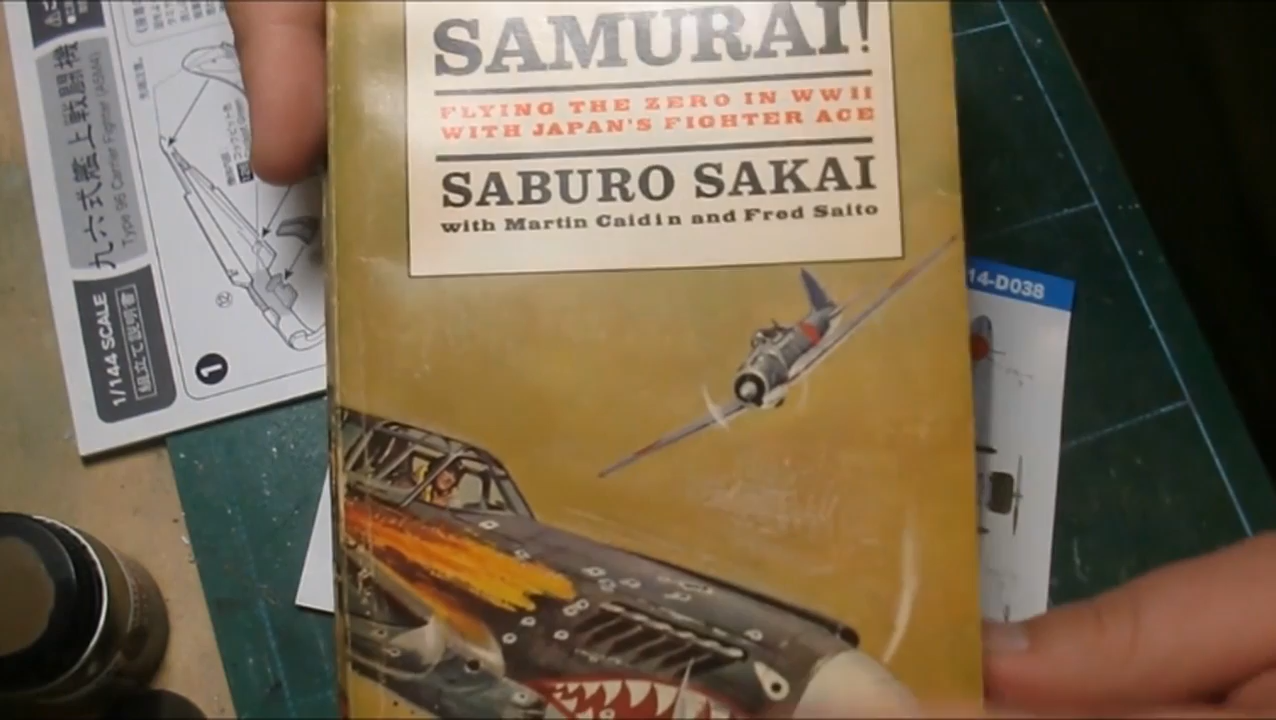 SAMURAI!
FLYING THE ZERO IN WWII
WITH JAPAN'S FIGHTER ACE
SABURO SAKAI
with Martin Caidin and Fred Saito
九六式艦上戦闘機
Type 96 Carrier Fighter (A5M4)
1/144 SCALE
組立て説明書
1
12
14-D038